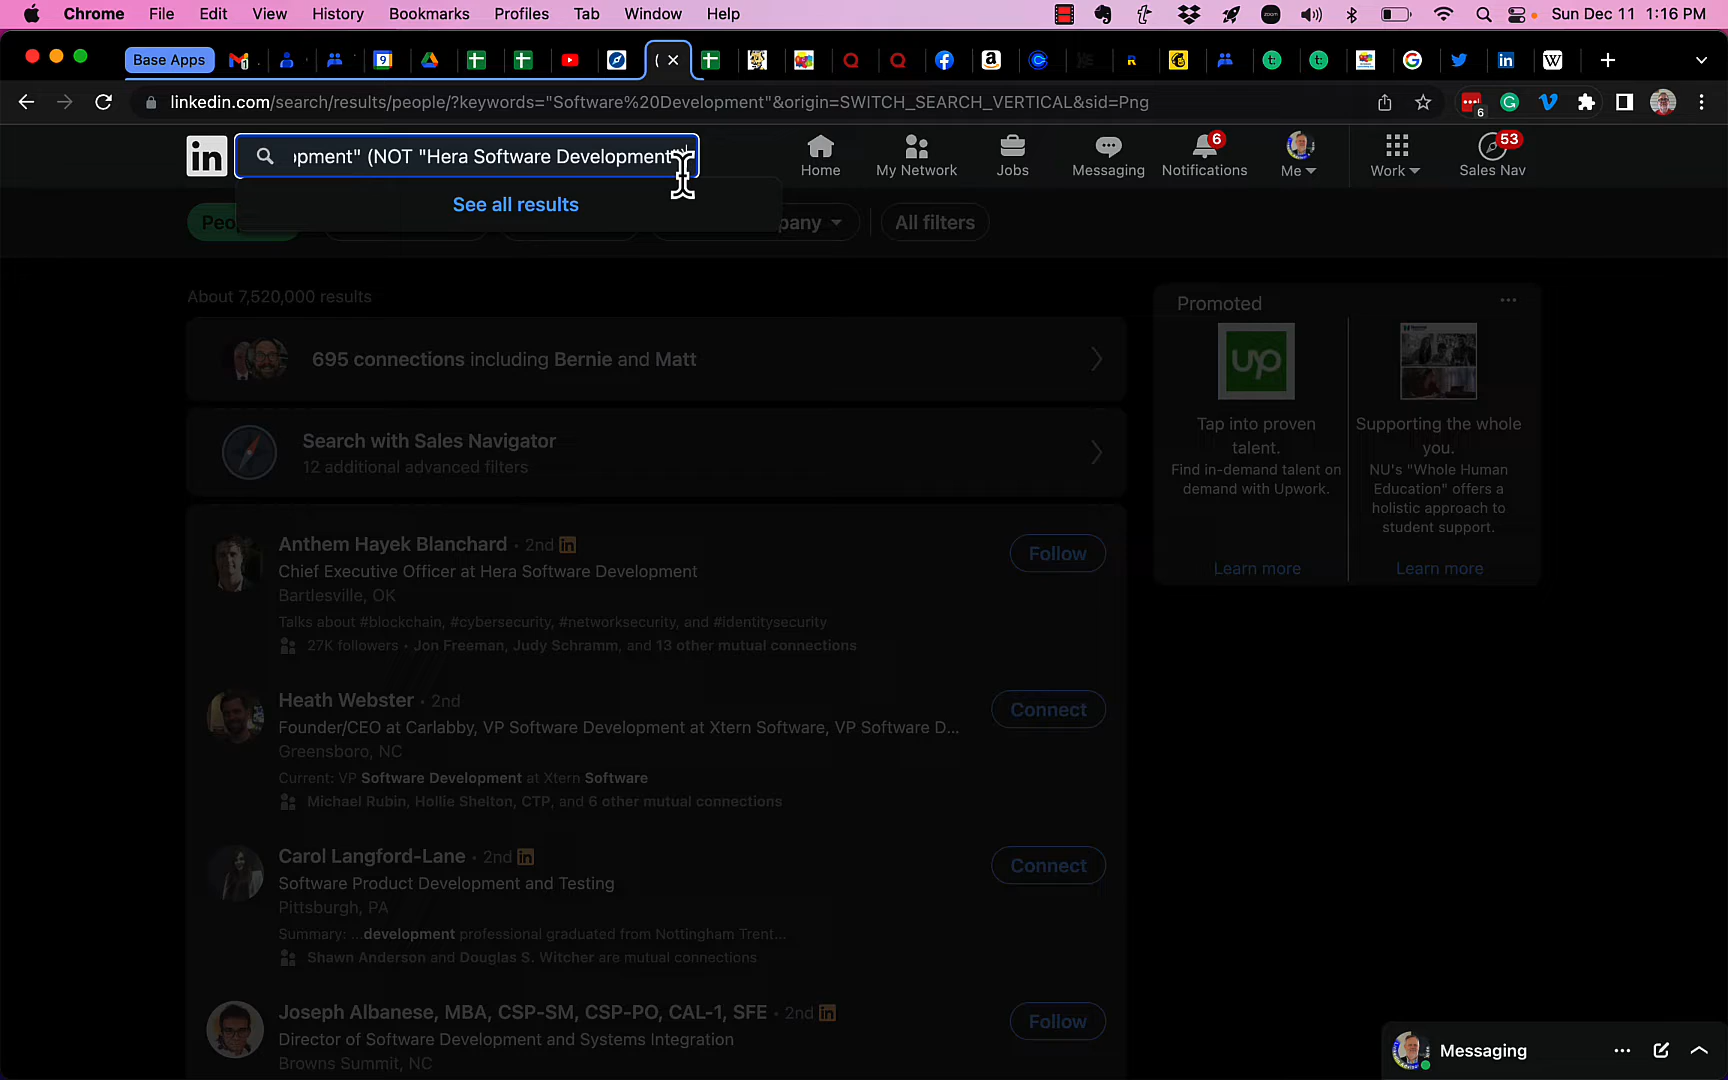 Chrome File Edit View History Bookmarks Profiles Tab Window Help
zoom
Sun Dec 11 1:16 PM
Base Apps
linkedin.com/search/results/people/?keywords="Software%20Development"&origin=SWITCH_SEARCH_VERTICAL&sid=Png
6
in
opment" (NOT "Hera Software Development"
See all results
Home
My Network
Jobs
Messaging
6
Notifications
Me
Work
53
Sales Nav
pany
All filters
About 7,520,000 results
695 connections including Bernie and Matt
Search with Sales Navigator
12 additional advanced filters
Anthem Hayek Blanchard • 2nd in
Follow
Chief Executive Officer at Hera Software Development
Bartlesville, OK
Talks about #blockchain, #cybersecurity, #networksecurity, and #identitysecurity
27K followers • Jon Freeman, Judy Schramm, and 13 other mutual connections
Heath Webster • 2nd
Connect
Founder/CEO at Carlabby, VP Software Development at Xtern Software, VP Software D...
Greensboro, NC
Current: VP Software Development at Xtern Software
Michael Rubin, Hollie Shelton, CTP, and 6 other mutual connections
Carol Langford-Lane • 2nd in
Connect
Software Product Development and Testing
Pittsburgh, PA
Summary: ...development professional graduated from Nottingham Trent...
Shawn Anderson and Douglas S. Witcher are mutual connections
Joseph Albanese, MBA, CSP-SM, CSP-PO, CAL-1, SFE • 2nd in
Follow
Director of Software Development and Systems Integration
Browns Summit, NC
Promoted
up
Tap into proven
talent.
Find in-demand talent on
demand with Upwork.
Learn more
Supporting the whole
you.
NU's "Whole Human
Education" offers a
holistic approach to
student support.
Learn more
Messaging